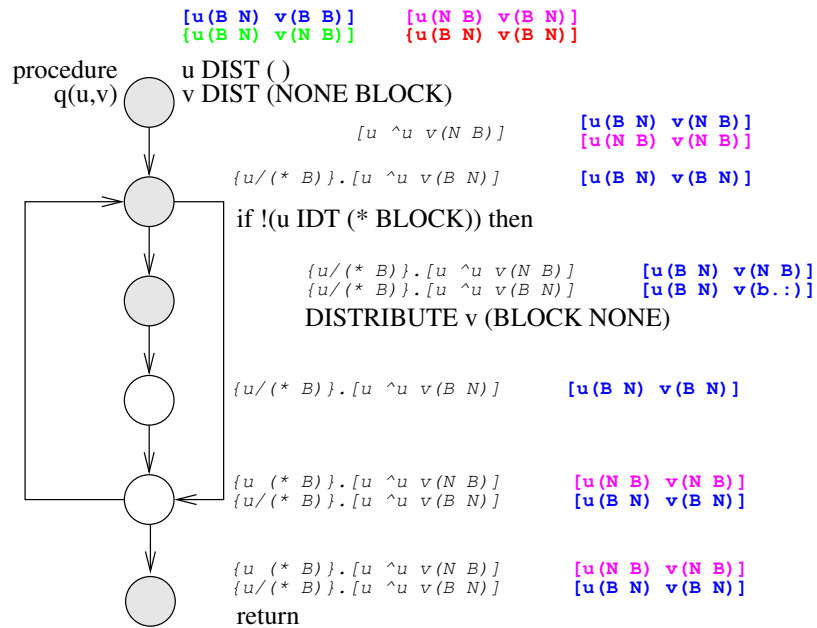 [u(B N) v(B B)] [u(N B) v(B N)]
{u(B N) v(N B)] {u(B N) v(B N)]
procedure u DIST ( )
q(u,v) v DIST (NONE BLOCK)
[u(B N) v(N B)]
[u ^u v(N B)]
[u(N B) v(N B)]
{u/(* B)}.[u ^u v(B N)] [u(B N) v(B N)]
if !(u IDT (* BLOCK)) then
{u/(* B)}.[u ^u v(N B)] [u(B N) v(N B)]
{u/(* B)}.[u ^u v(B N)] [u(B N) v(b.:)]
DISTRIBUTE v (BLOCK NONE)
{u/(* B)}.[u ^u v(B N)] [u(B N) v(B N)]
{u (* B)}.[u ^u v(N B)] [u(N B) v(N B)]
{u/(* B)}.[u ^u v(B N)] [u(B N) v(B N)]
{u (* B)}.[u ^u v(N B)] [u(N B) v(N B)]
{u/(* B)}.[u ^u v(B N)] [u(B N) v(B N)]
return